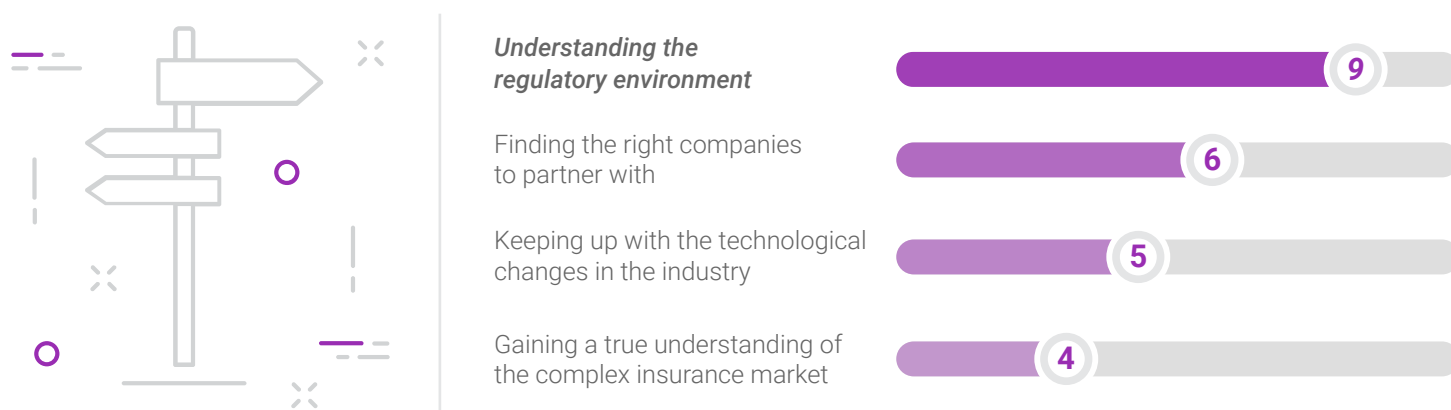 Understanding the
regulatory environment
9
Finding the right companies
to partner with
6
Keeping up with the technological
changes in the industry
5
Gaining a true understanding of
the complex insurance market
4